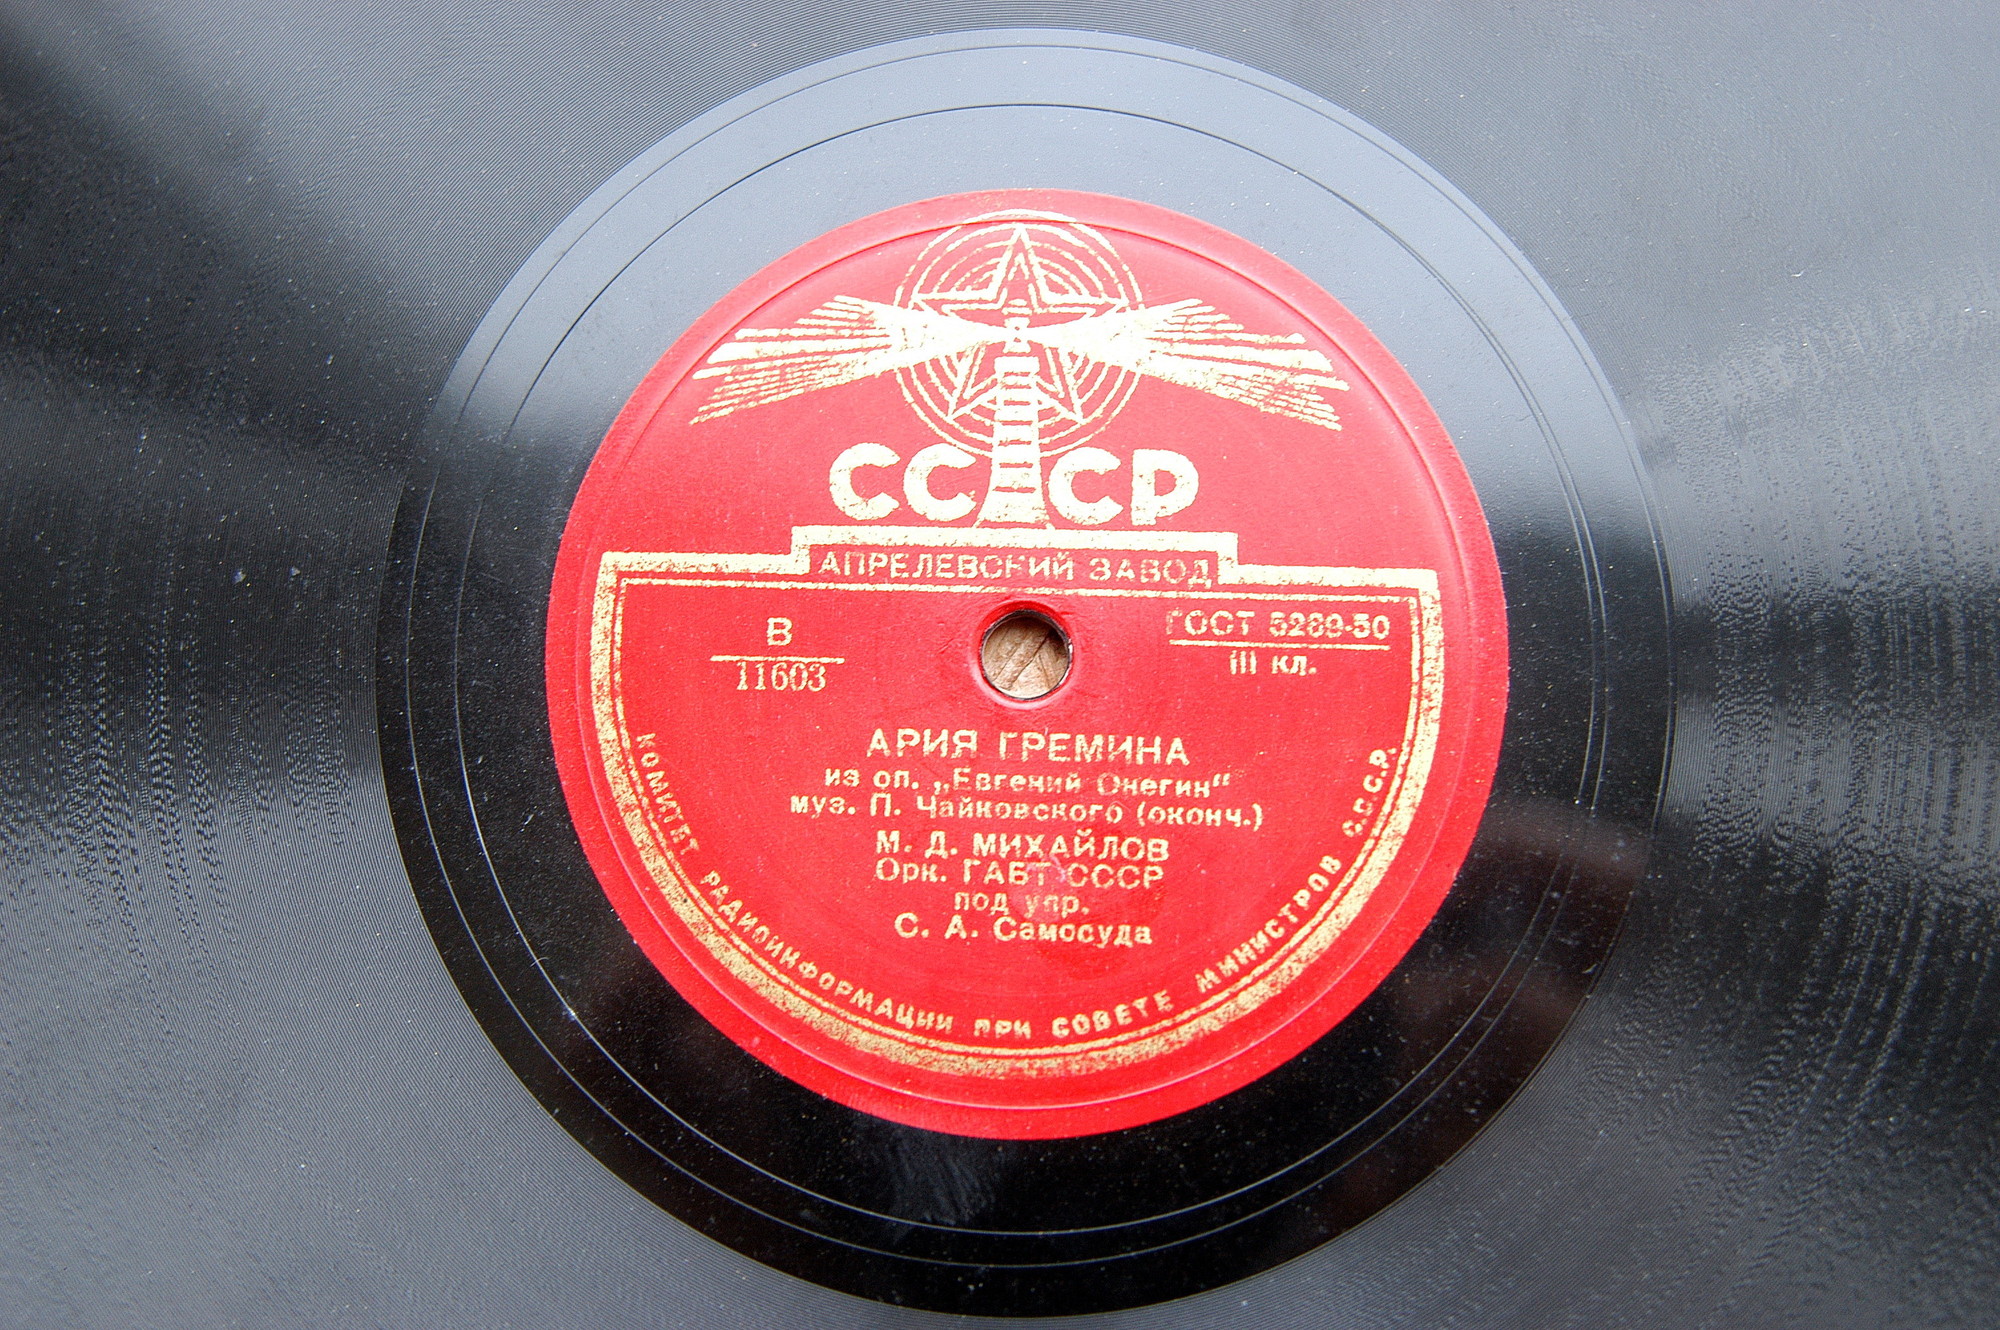 СССР
АПРЕЛЕВСКИЙ ЗАВОД
В
11603
ГОСТ 5289-50
III кл.
АРИЯ ГРЕМИНА
из оп. „Евгений Онегин“
муз. П. Чайковского (оконч.)
М. Д. МИХАЙЛОВ
Орк. ГАБТ СССР
под упр.
С. А. Самосуда
КОМИТЕТ РАДИОИНФОРМАЦИИ ПРИ СОВЕТЕ МИНИСТРОВ С.С.С.Р.